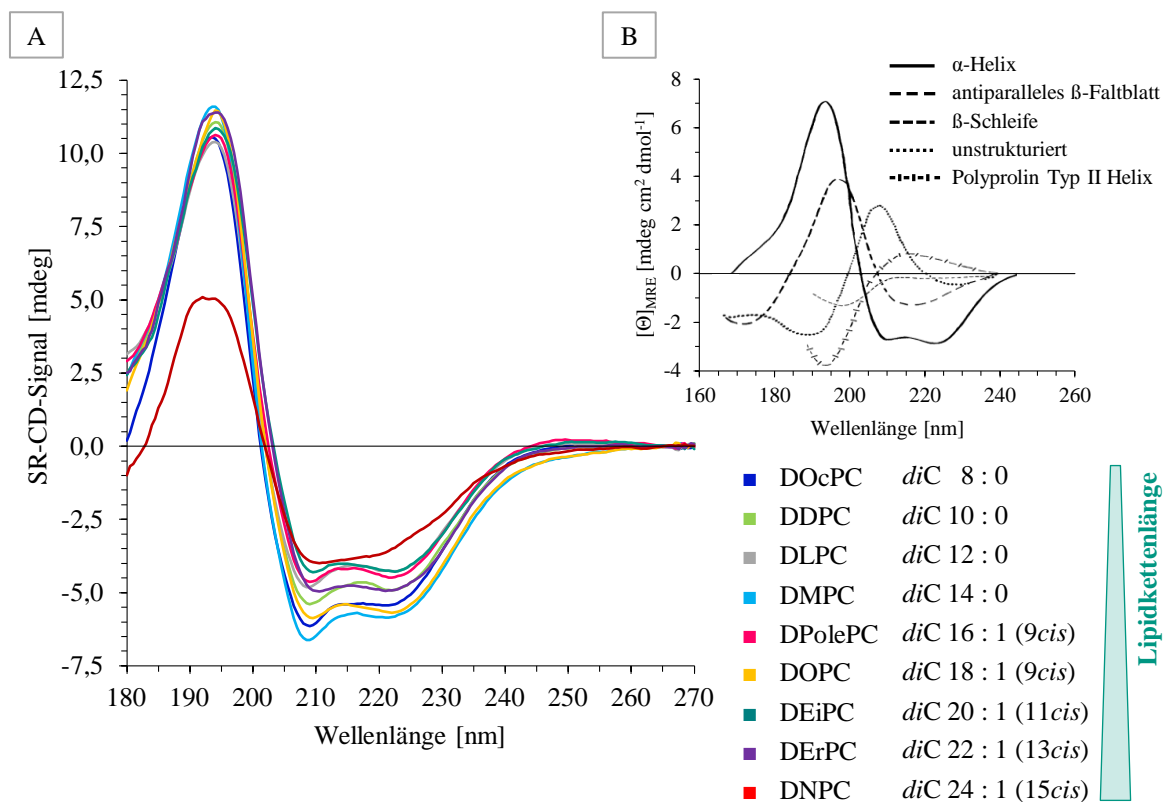 A
B
12,5
10,0
7,5
5,0
2,5
0,0
-2,5
-5,0
-7,5
SR-CD-Signal [mdeg]
180 190 200 210 220 230 240 250 260 270
Wellenlänge [nm]
α-Helix
antiparalleles ß-Faltblatt
ß-Schleife
unstrukturiert
Polyprolin Typ II Helix
8
6
4
2
0
-2
-4
[Θ]MRE [mdeg cm² dmol⁻¹]
160 180 200 220 240 260
Wellenlänge [nm]
DOcPC diC 8 : 0
DDPC diC 10 : 0
DLPC diC 12 : 0
DMPC diC 14 : 0
DPolePC diC 16 : 1 (9cis)
DOPC diC 18 : 1 (9cis)
DEiPC diC 20 : 1 (11cis)
DErPC diC 22 : 1 (13cis)
DNPC diC 24 : 1 (15cis)
Lipidkettenlänge